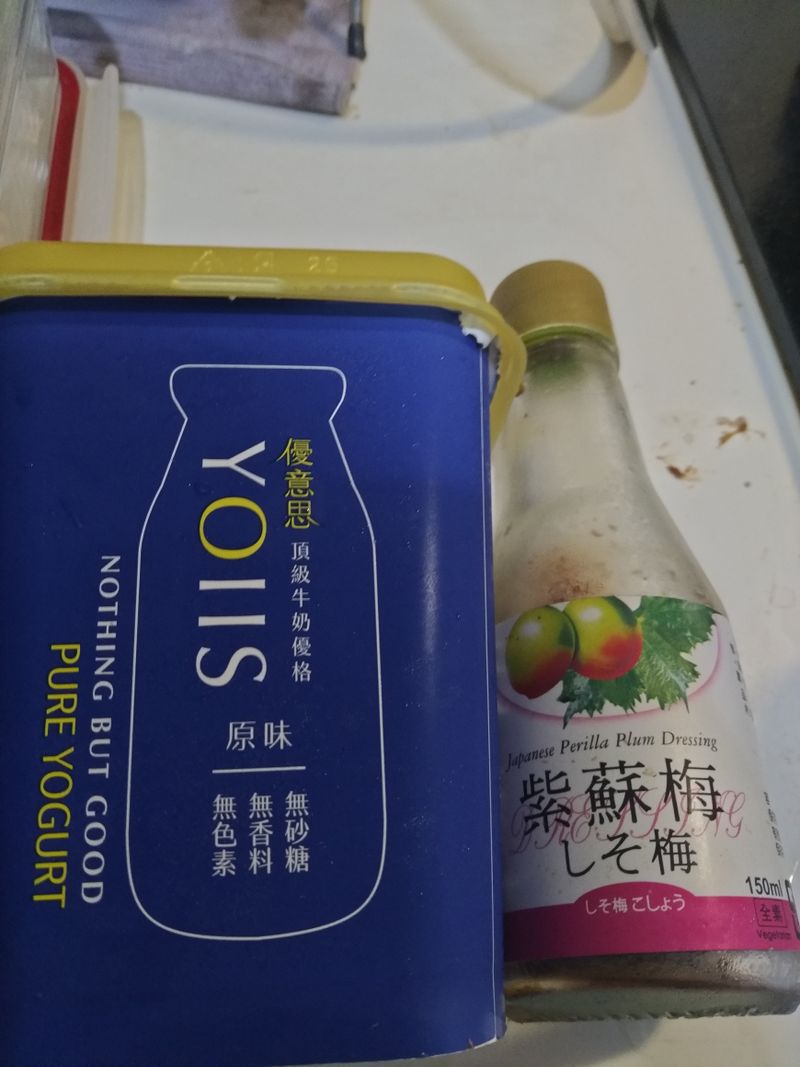 優意思
YOIIS
頂級牛奶優格
原味
無砂糖
無香料
無色素
NOTHING BUT GOOD
PURE YOGURT
Japanese Perilla Plum Dressing
DRESSING
紫蘇梅
しそ梅
しそ梅 こしょう
150ml
全素
Vegetarian